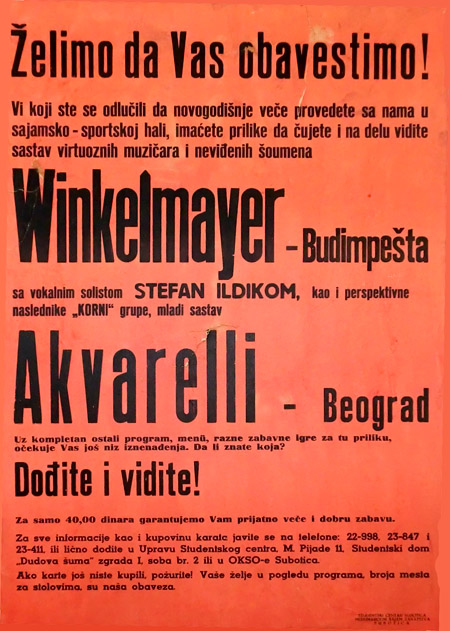 Želimo da Vas obavestimo!
Vi koji ste se odlučili da novogodišnje veče provedete sa nama u
sajamsko - sportskoj hali, imaćete prilike da čujete i na delu vidite
sastav virtuoznih muzičara i neviđenih šoumena
Winkelmayer - Budimpešta
sa vokalnim solistom STEFAN ILDIKOM, kao i perspektivne
naslednike „KORNI“ grupe, mladi sastav
Akvarelli - Beograd
Uz kompletan ostali program, menü, razne zabavne igre za tu priliku,
očekuje Vas još niz iznenađenja. Da li znate koja?
Dođite i vidite!
Za samo 40,00 dinara garantujemo Vam prijatno veče i dobru zabavu.
Za sve informacije kao i kupovinu karata javite se na telefone: 22-998, 23-847 i
23-411, ili lično dođite u Upravu Studentskog centra, M. Pijade 11, Studentski dom
„Dudova šuma“ zgrada I, soba br. 2 ili u OKSO-e Subotica.
Ako karte još niste kupili, požurite! Vaše želje u pogledu programa, broja mesta
za stolovima, su naša obaveza.